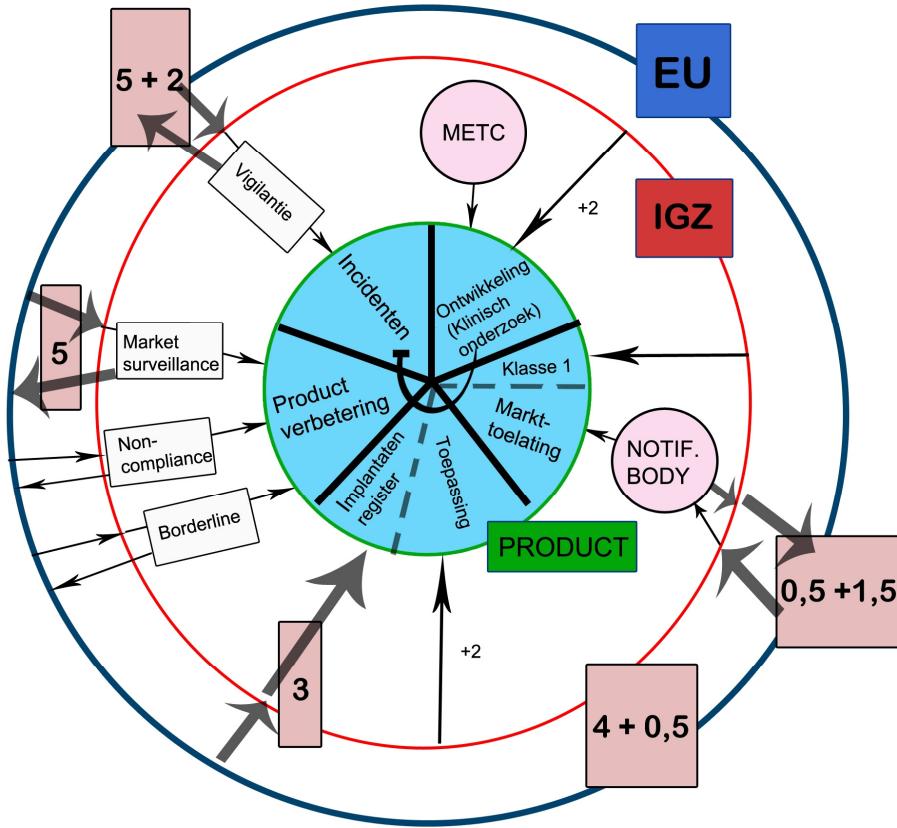 5 + 2
EU
METC
Vigilantie
+2
IGZ
Incidenten
Ontwikkeling
(Klinisch
onderzoek)
5
Market
surveillance
Klasse 1
Product
verbetering
Markt-
toelating
Non-
compliance
NOTIF.
BODY
Implantaten
register
Toepassing
Borderline
PRODUCT
0,5 +1,5
3
+2
4 + 0,5